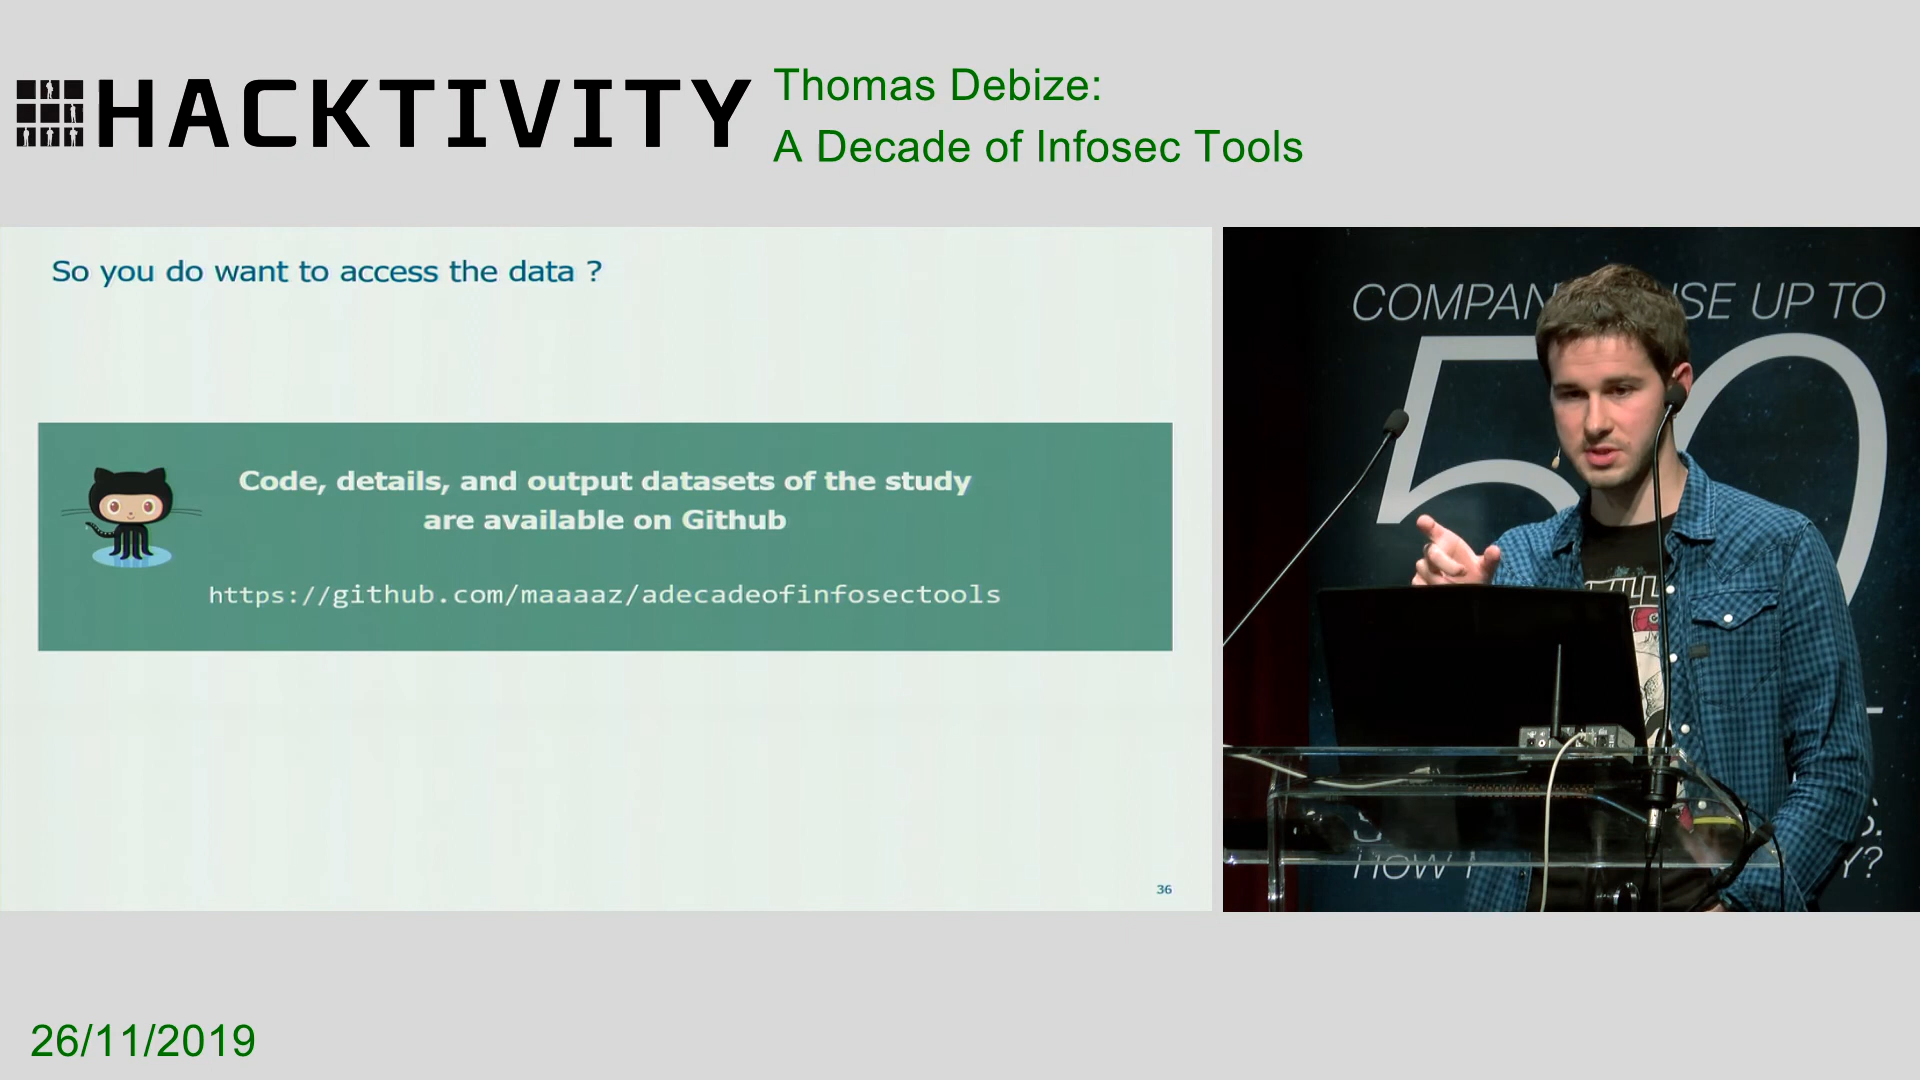 HACKTIVITY
Thomas Debize:
A Decade of Infosec Tools
So you do want to access the data ?
Code, details, and output datasets of the study
are available on Github
https://github.com/maaaaz/adecadeofinfosectools
36
COMPAN SE UP TO
50
HOW
Y?
26/11/2019